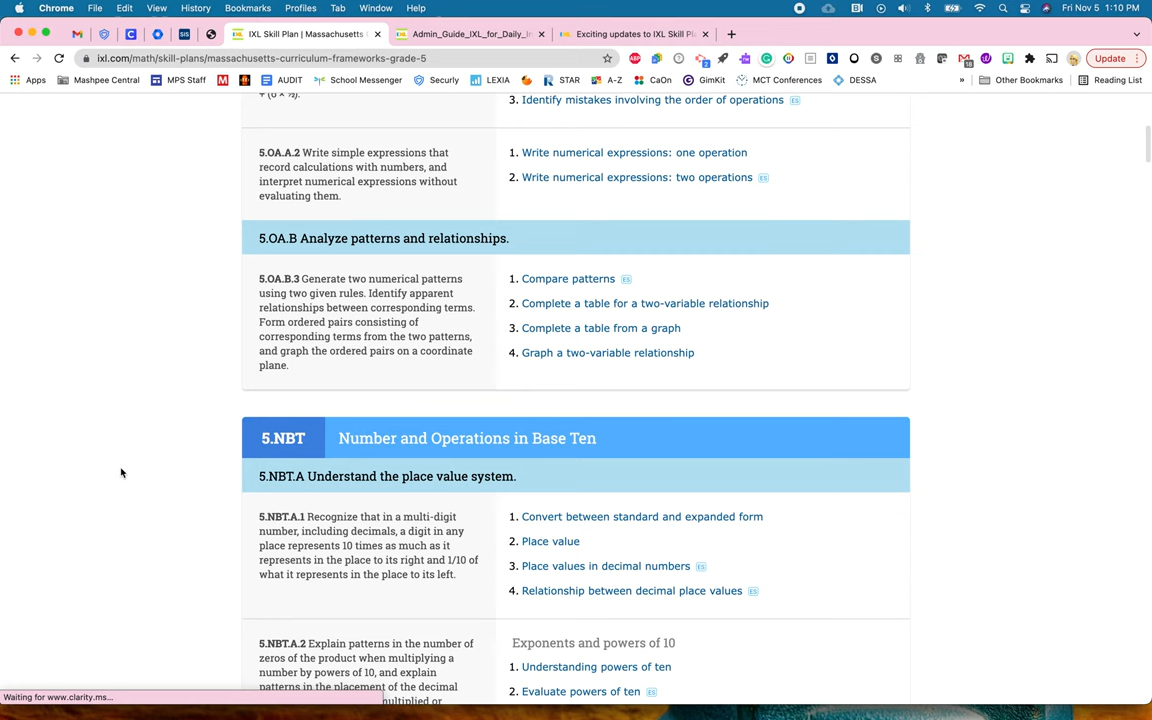 Chrome File Edit View History Bookmarks Profiles Tab Window Help Fri Nov 5 1:10 PM
IXL Skill Plan | Massachusetts Admin_Guide_IXL_for_Daily_In Exciting updates to IXL Skill Pl
ixl.com/math/skill-plans/massachusetts-curriculum-frameworks-grade-5 Update
Apps Mashpee Central MPS Staff AUDIT School Messenger Securly LEXIA STAR A-Z CaOn GimKit MCT Conferences DESSA » Other Bookmarks Reading List
3. Identify mistakes involving the order of operations ES
5.OA.A.2 Write simple expressions that
record calculations with numbers, and
interpret numerical expressions without
evaluating them.
1. Write numerical expressions: one operation
2. Write numerical expressions: two operations ES
5.OA.B Analyze patterns and relationships.
5.OA.B.3 Generate two numerical patterns
using two given rules. Identify apparent
relationships between corresponding terms.
Form ordered pairs consisting of
corresponding terms from the two patterns,
and graph the ordered pairs on a coordinate
plane.
1. Compare patterns ES
2. Complete a table for a two-variable relationship
3. Complete a table from a graph
4. Graph a two-variable relationship
5.NBT Number and Operations in Base Ten
5.NBT.A Understand the place value system.
5.NBT.A.1 Recognize that in a multi-digit
number, including decimals, a digit in any
place represents 10 times as much as it
represents in the place to its right and 1/10 of
what it represents in the place to its left.
1. Convert between standard and expanded form
2. Place value
3. Place values in decimal numbers ES
4. Relationship between decimal place values ES
5.NBT.A.2 Explain patterns in the number of
zeros of the product when multiplying a
number by powers of 10, and explain
patterns in the placement of the decimal
multiplied or
Exponents and powers of 10
1. Understanding powers of ten
2. Evaluate powers of ten ES
Waiting for www.clarity.ms...